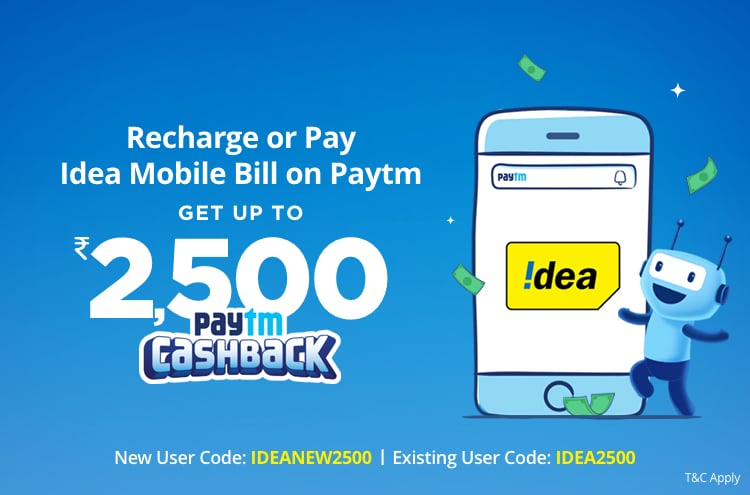 Recharge or Pay
Idea Mobile Bill on Paytm
GET UP TO
₹2,500
paytm
CASHBACK
paytm
!dea
New User Code: IDEANEW2500 | Existing User Code: IDEA2500
T&C Apply